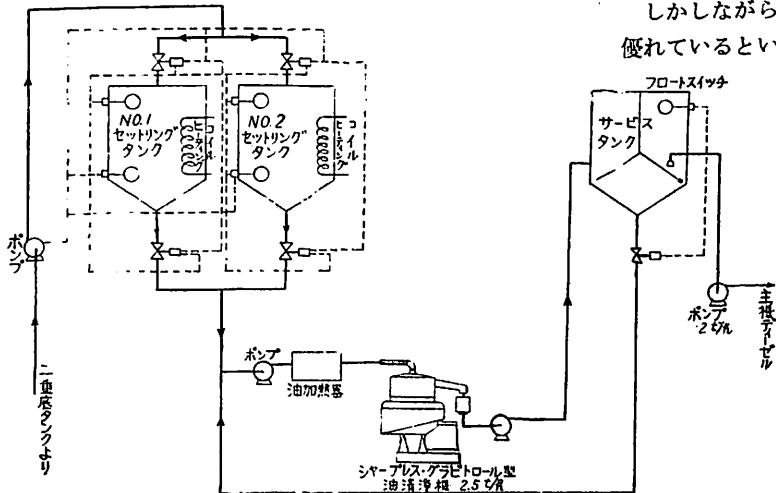 しかしながら
優れているとい
フロートスイッチ
サービス
タンク
NO.1
セットリング
タンク
ヒーティング
コイル
NO.2
セットリング
タンク
ヒーティング
コイル
ポンプ
二重底タンクより
ポンプ
油加熱器
シャープレス・グラビトロール型
油清浄機 2.5 t/h
ポンプ
2 t/h
主機ディーゼル